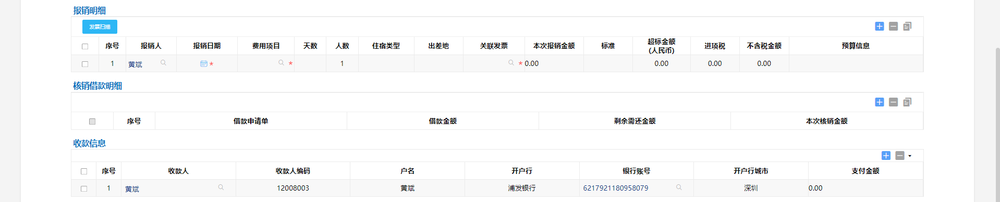 报销明细
发票扫描
序号 报销人 报销日期 费用项目 天数 人数 住宿类型 出差地 关联发票 本次报销金额 标准 超标金额 进项税 不含税金额 预算信息
(人民币)
1 黄斌 * * 1 * 0.00 0.00 0.00 0.00
核销借款明细
序号 借款申请单 借款金额 剩余需还金额 本次核销金额
收款信息
序号 收款人 收款人编码 户名 开户行 银行账号 开户行城市 支付金额
1 黄斌 12008003 黄斌 浦发银行 6217921180958079 深圳 0.00